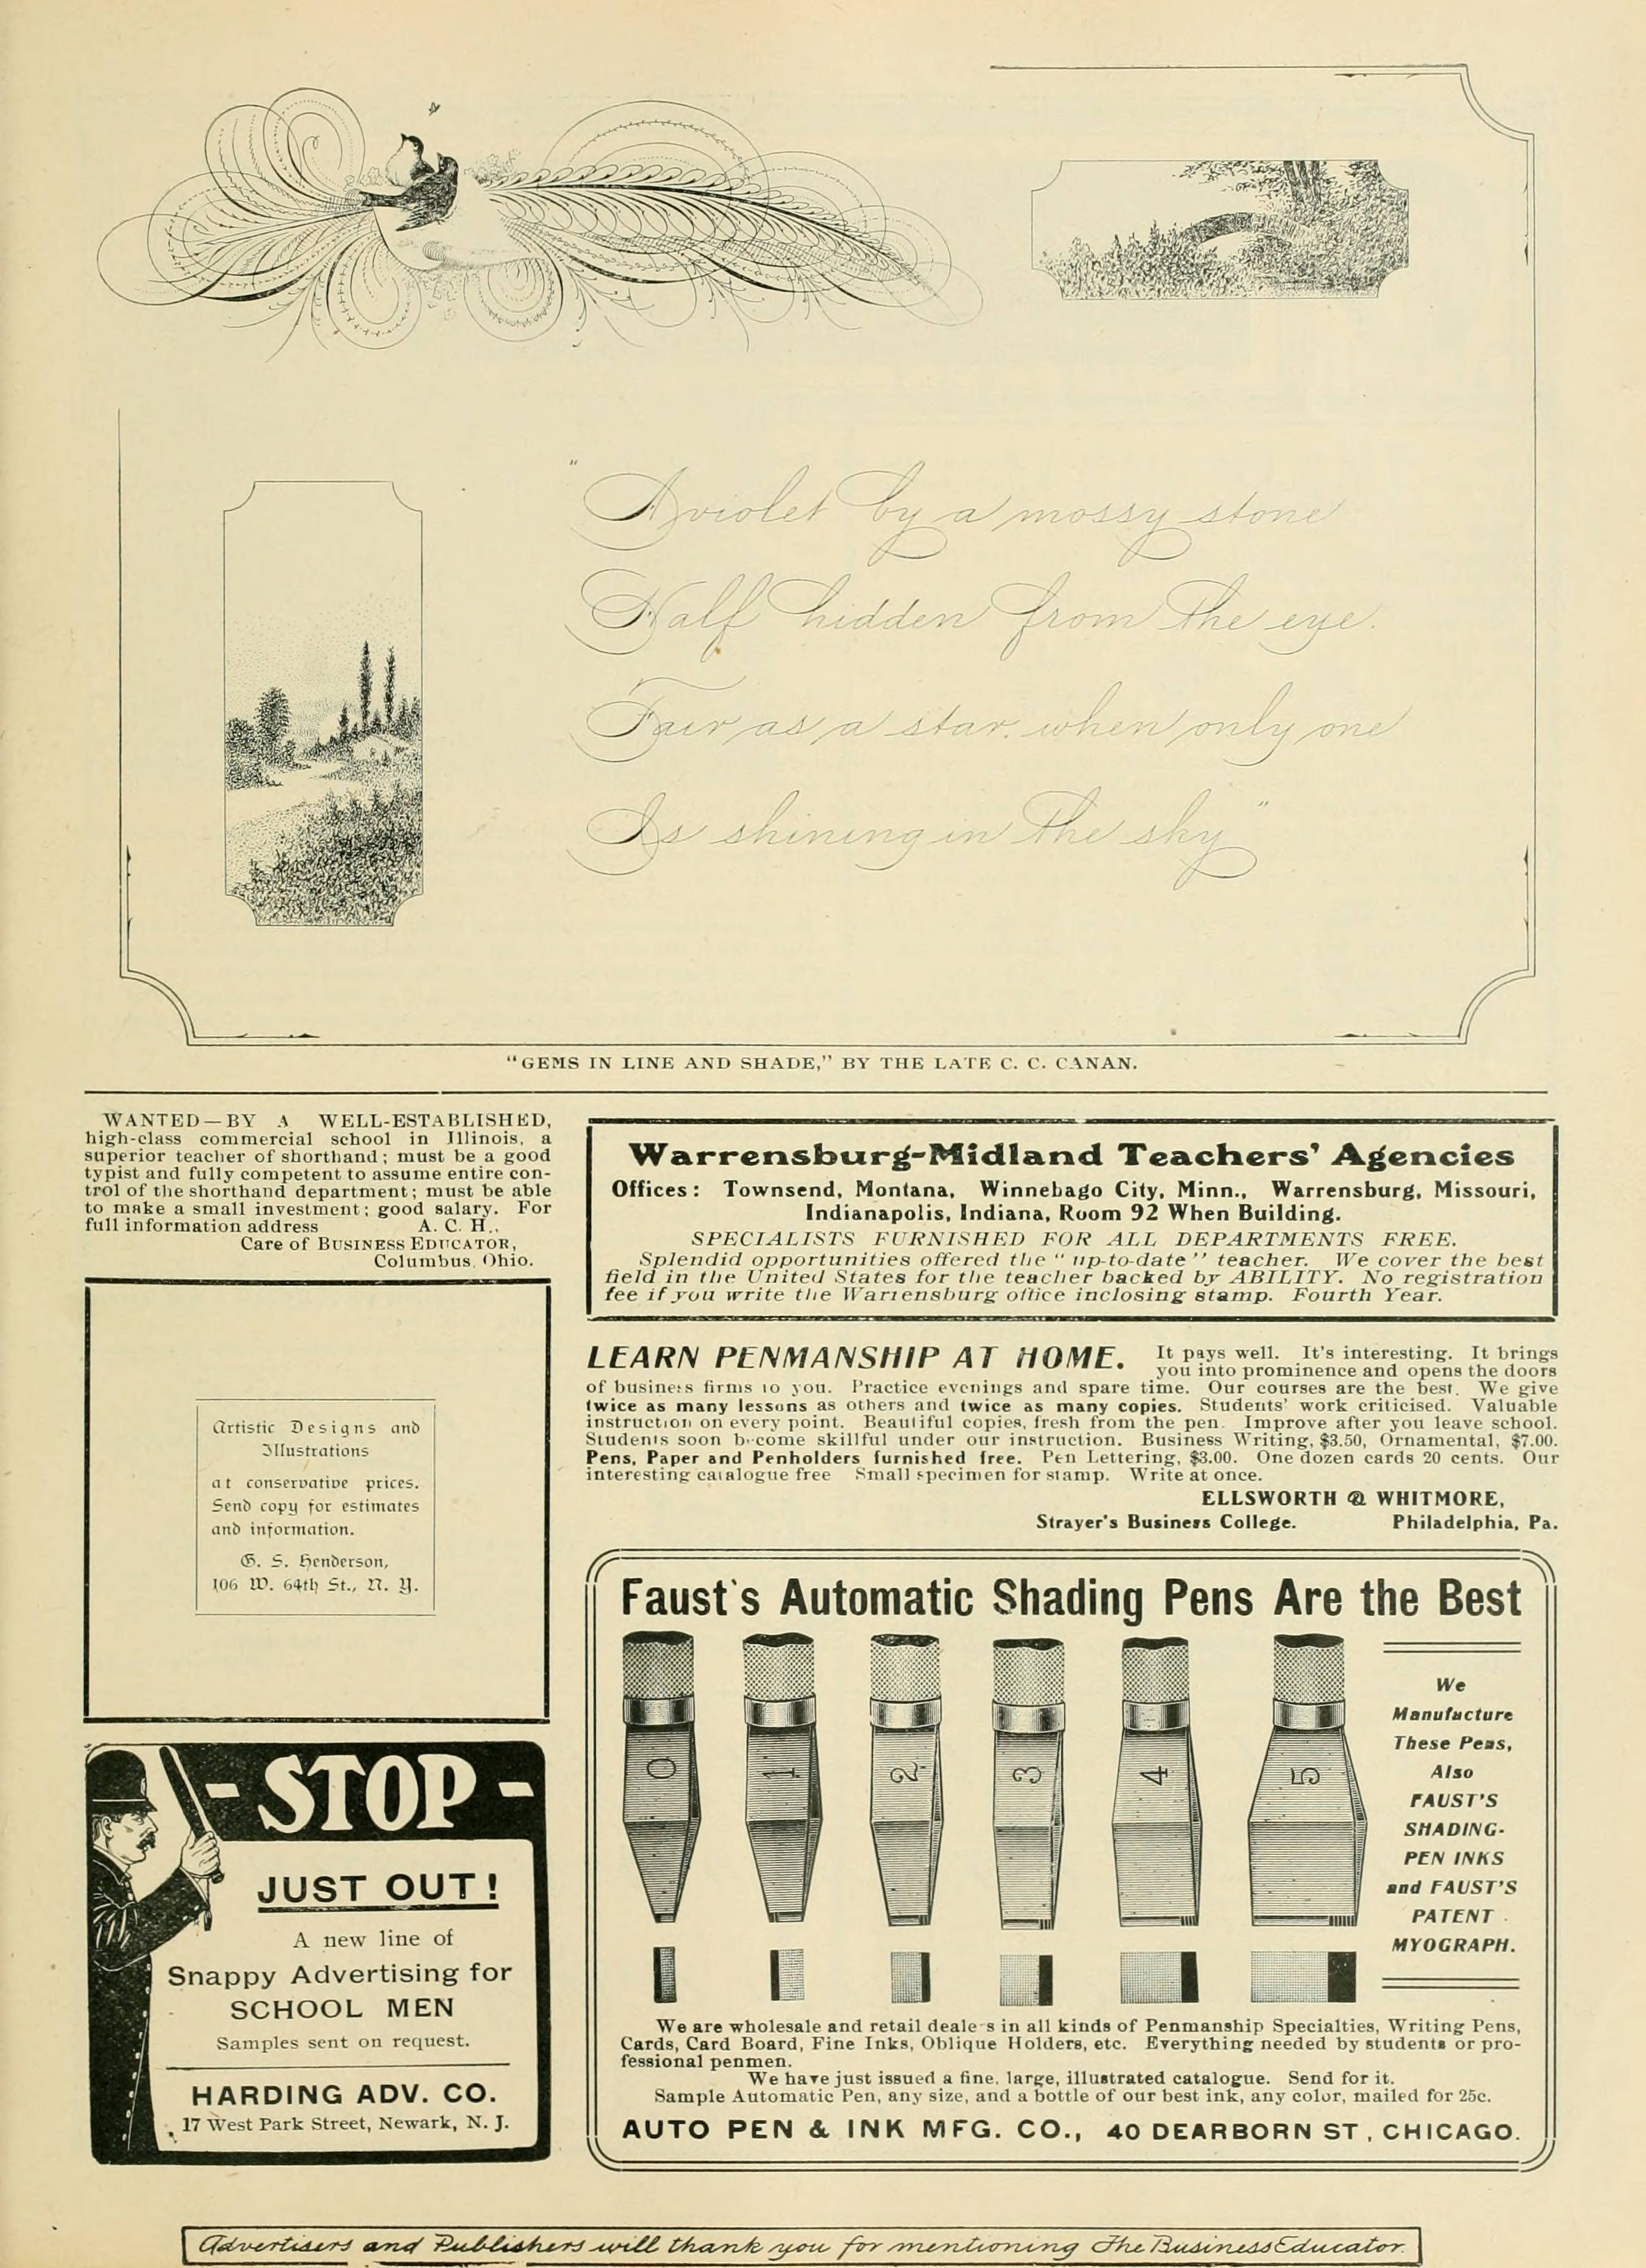 "A violet by a mossy stone
Half hidden from the eye.
Fair as a star, when only one
Is shining in the sky"
"GEMS IN LINE AND SHADE," BY THE LATE C. C. CANAN.
WANTED—BY A WELL-ESTABLISHED,
high-class commercial school in Illinois, a
superior teacher of shorthand; must be a good
typist and fully competent to assume entire con-
trol of the shorthand department; must be able
to make a small investment; good salary. For
full information address A. C. H.,
Care of BUSINESS EDUCATOR,
Columbus, Ohio.
Artistic Designs and
Illustrations
at conservative prices.
Send copy for estimates
and information.
G. S. Henderson,
106 W. 64th St., N. Y.
- STOP -
JUST OUT!
A new line of
Snappy Advertising for
SCHOOL MEN
Samples sent on request.
HARDING ADV. CO.
17 West Park Street, Newark, N. J.
Warrensburg-Midland Teachers' Agencies
Offices: Townsend, Montana, Winnebago City, Minn., Warrensburg, Missouri,
Indianapolis, Indiana, Room 92 When Building.
SPECIALISTS FURNISHED FOR ALL DEPARTMENTS FREE.
Splendid opportunities offered the "up-to-date" teacher. We cover the best
field in the United States for the teacher backed by ABILITY. No registration
fee if you write the Warrensburg office inclosing stamp. Fourth Year.
LEARN PENMANSHIP AT HOME. It pays well. It's interesting. It brings
you into prominence and opens the doors
of business firms to you. Practice evenings and spare time. Our courses are the best. We give
twice as many lessons as others and twice as many copies. Students' work criticised. Valuable
instruction on every point. Beautiful copies, fresh from the pen. Improve after you leave school.
Students soon become skillful under our instruction. Business Writing, $3.50, Ornamental, $7.00.
Pens, Paper and Penholders furnished free. Pen Lettering, $3.00. One dozen cards 20 cents. Our
interesting catalogue free Small specimen for stamp. Write at once.
ELLSWORTH & WHITMORE,
Strayer's Business College. Philadelphia, Pa.
Faust's Automatic Shading Pens Are the Best
0 1 2 3 4 5
We
Manufacture
These Pens,
Also
FAUST'S
SHADING-
PEN INKS
and FAUST'S
PATENT
MYOGRAPH.
We are wholesale and retail dealers in all kinds of Penmanship Specialties, Writing Pens,
Cards, Card Board, Fine Inks, Oblique Holders, etc. Everything needed by students or pro-
fessional penmen.
We have just issued a fine, large, illustrated catalogue. Send for it.
Sample Automatic Pen, any size, and a bottle of our best ink, any color, mailed for 25c.
AUTO PEN & INK MFG. CO., 40 DEARBORN ST., CHICAGO.
Advertisers and Publishers will thank you for mentioning The Business Educator.